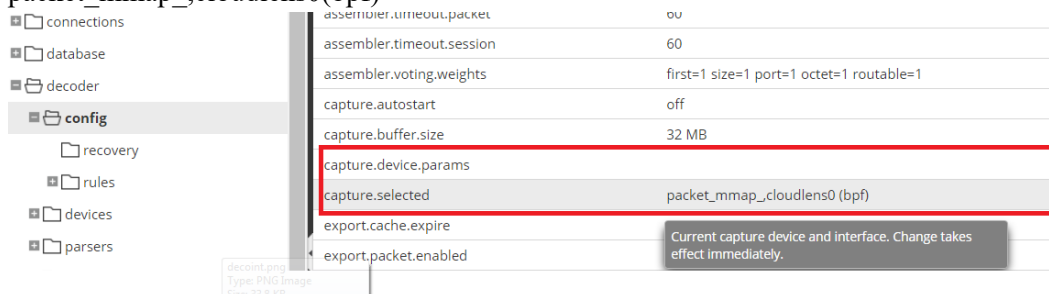 packet_mmap_,cloudlens0(bpf)
connections
database
decoder
config
recovery
rules
devices
parsers
assembler.timeout.packet 60
assembler.timeout.session 60
assembler.voting.weights first=1 size=1 port=1 octet=1 routable=1
capture.autostart off
capture.buffer.size 32 MB
capture.device.params
capture.selected packet_mmap_,cloudlens0 (bpf)
export.cache.expire
export.packet.enabled
Current capture device and interface. Change takes
effect immediately.
decoint.png
Type: PNG Image